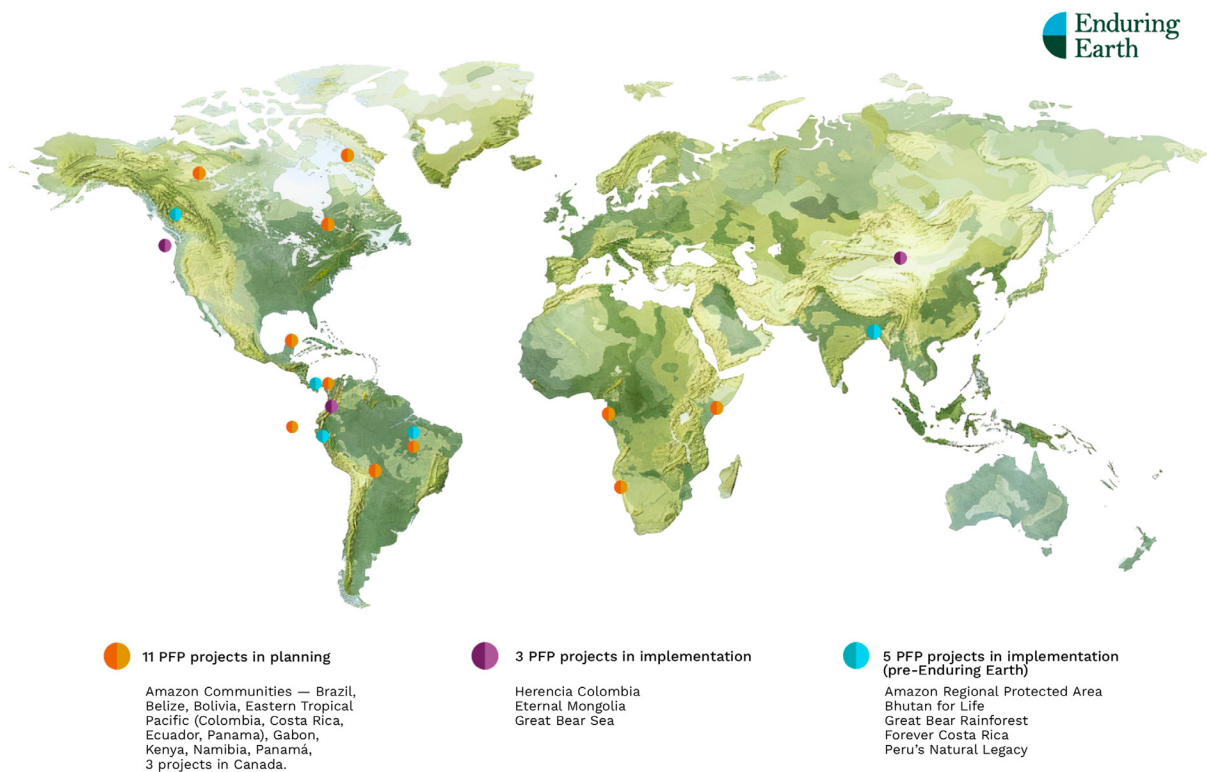 Enduring
Earth
11 PFP projects in planning
Amazon Communities — Brazil,
Belize, Bolivia, Eastern Tropical
Pacific (Colombia, Costa Rica,
Ecuador, Panama), Gabon,
Kenya, Namibia, Panamá,
3 projects in Canada.
3 PFP projects in implementation
Herencia Colombia
Eternal Mongolia
Great Bear Sea
5 PFP projects in implementation
(pre-Enduring Earth)
Amazon Regional Protected Area
Bhutan for Life
Great Bear Rainforest
Forever Costa Rica
Peru’s Natural Legacy